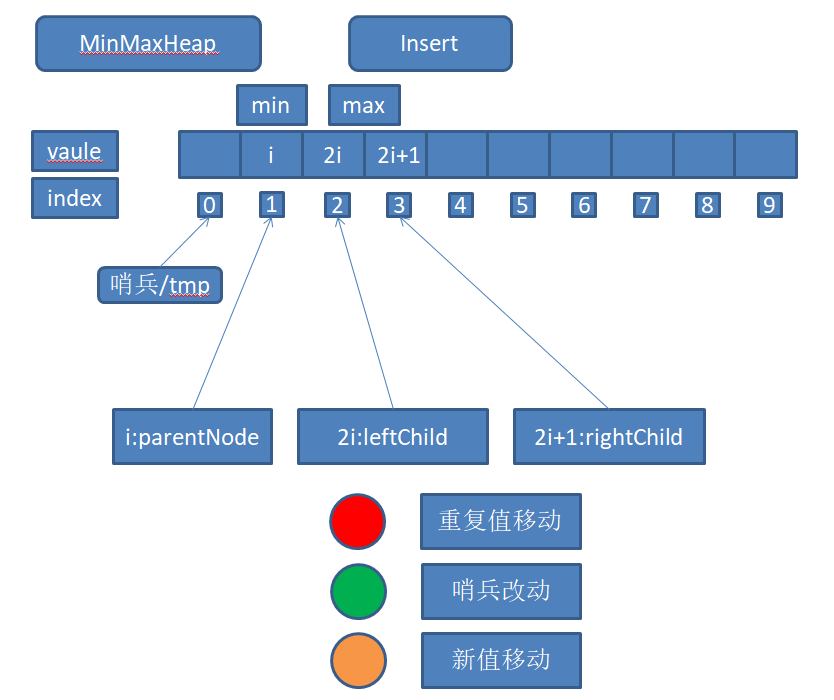 MinMaxHeap Insert
min max
vaule i 2i 2i+1
index 0 1 2 3 4 5 6 7 8 9
哨兵/tmp
i:parentNode 2i:leftChild 2i+1:rightChild
重复值移动
哨兵改动
新值移动